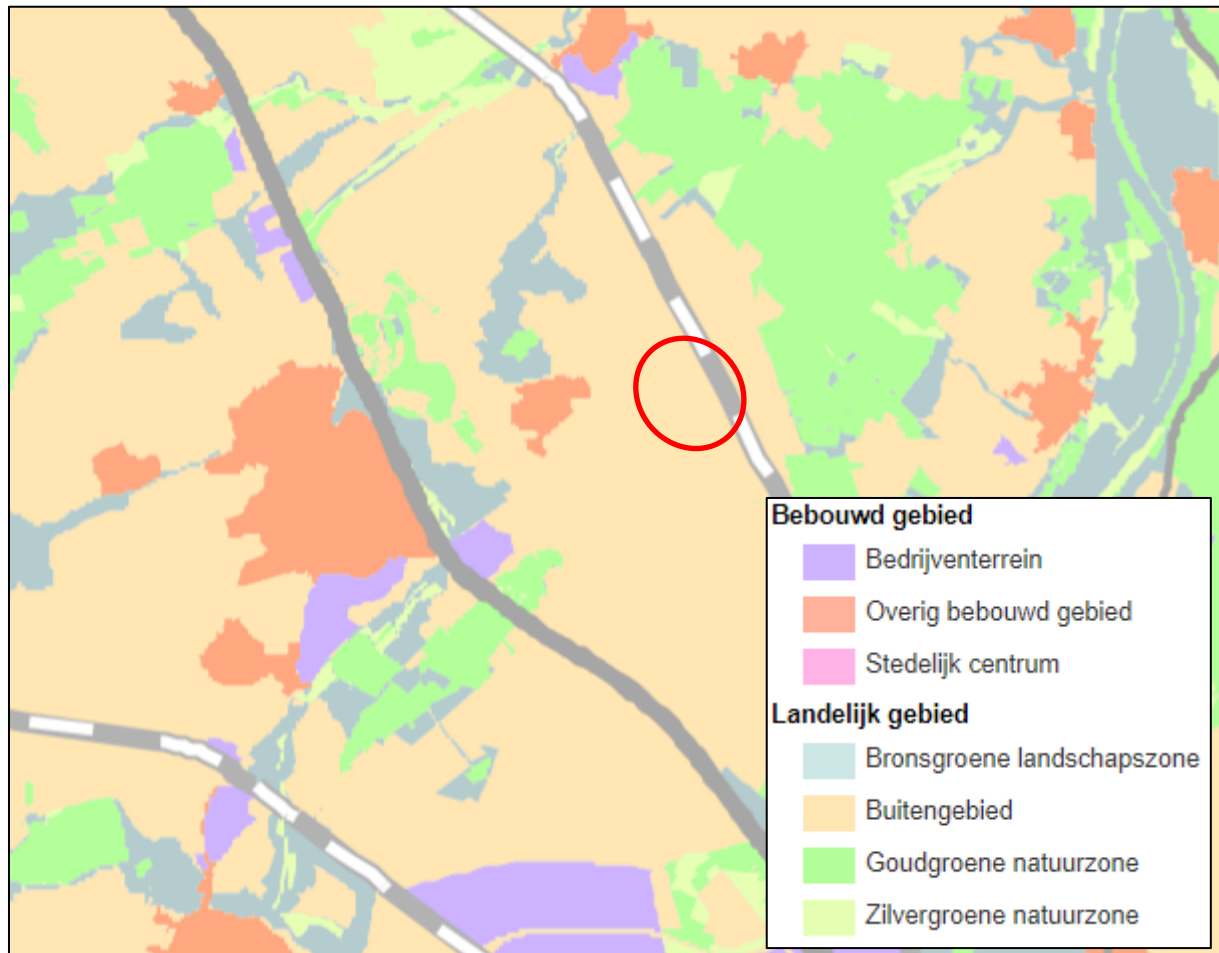 Bebouwd gebied
Bedrijventerrein
Overig bebouwd gebied
Stedelijk centrum
Landelijk gebied
Bronsgroene landschapszone
Buitengebied
Goudgroene natuurzone
Zilvergroene natuurzone